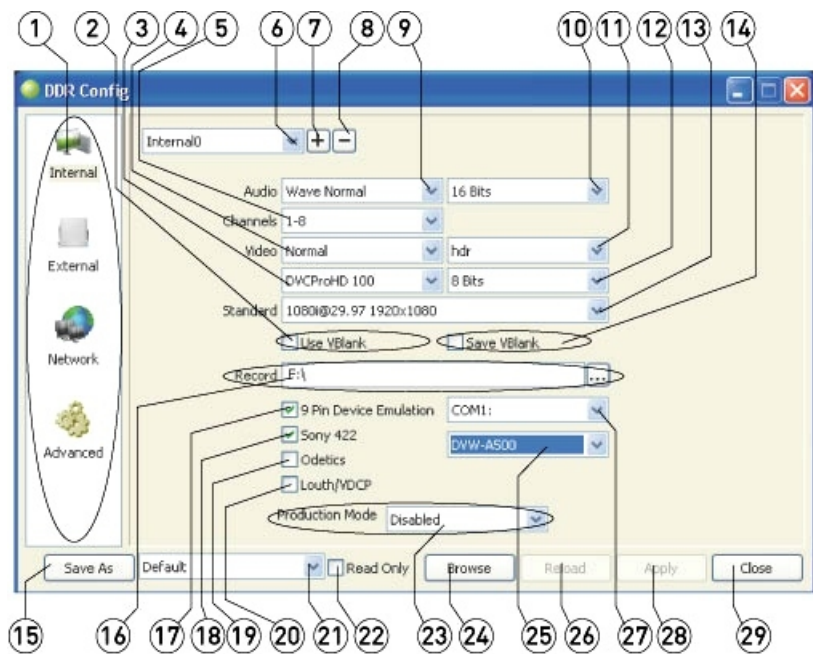 1 2 3 4 5 6 7 8 9 10 11 12 13 14
DDR Config
Internal0 + −
Internal
Audio Wave Normal 16 Bits
Channels 1-8
Video Normal hdr
External
DVCProHD 100 8 Bits
Standard 1080i@29.97 1920x1080
Use VBlank Save VBlank
Network
Record F:\ ...
9 Pin Device Emulation COM1:
Sony 422 DVW-A500
Advanced
Odetics
Louth/VDCP
Production Mode Disabled
Save As Default Read Only Browse Reload Apply Close
15 16 17 18 19 20 21 22 23 24 25 26 27 28 29